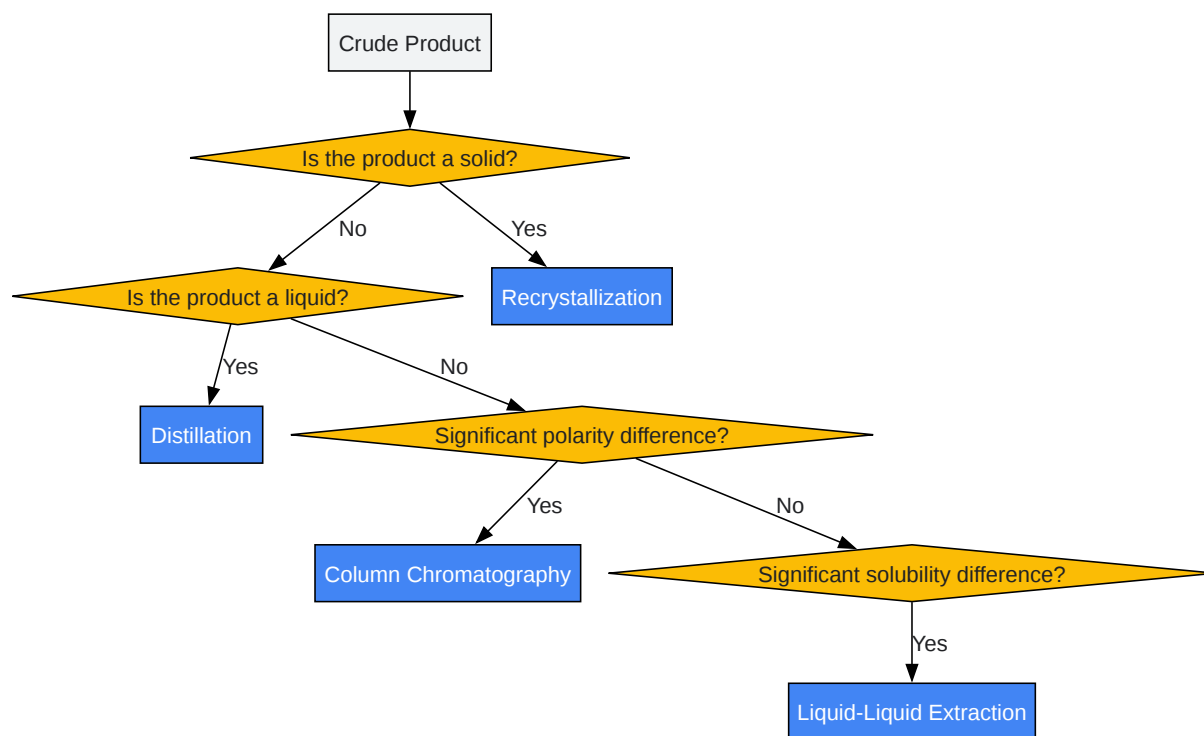 Crude Product
Is the product a solid?
No
Yes
Is the product a liquid?
Recrystallization
Yes
No
Distillation
Significant polarity difference?
Yes
No
Column Chromatography
Significant solubility difference?
Yes
Liquid-Liquid Extraction